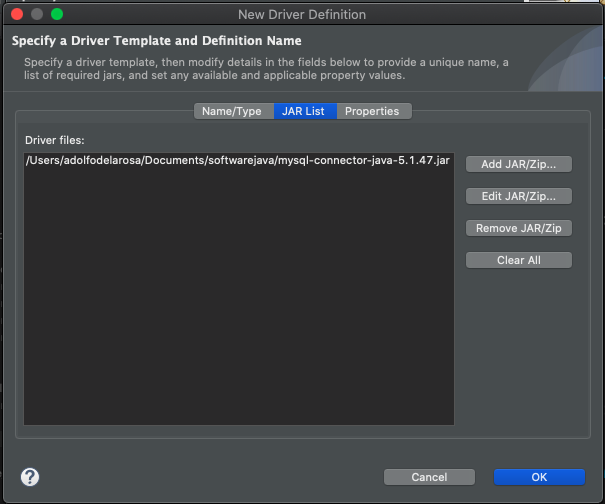 New Driver Definition
Specify a Driver Template and Definition Name
Specify a driver template, then modify details in the fields below to provide a unique name, a
list of required jars, and set any available and applicable property values.
Name/Type JAR List Properties
Driver files:
/Users/adolfodelarosa/Documents/softwarejava/mysql-connector-java-5.1.47.jar
Add JAR/Zip...
Edit JAR/Zip...
Remove JAR/Zip
Clear All
? Cancel OK